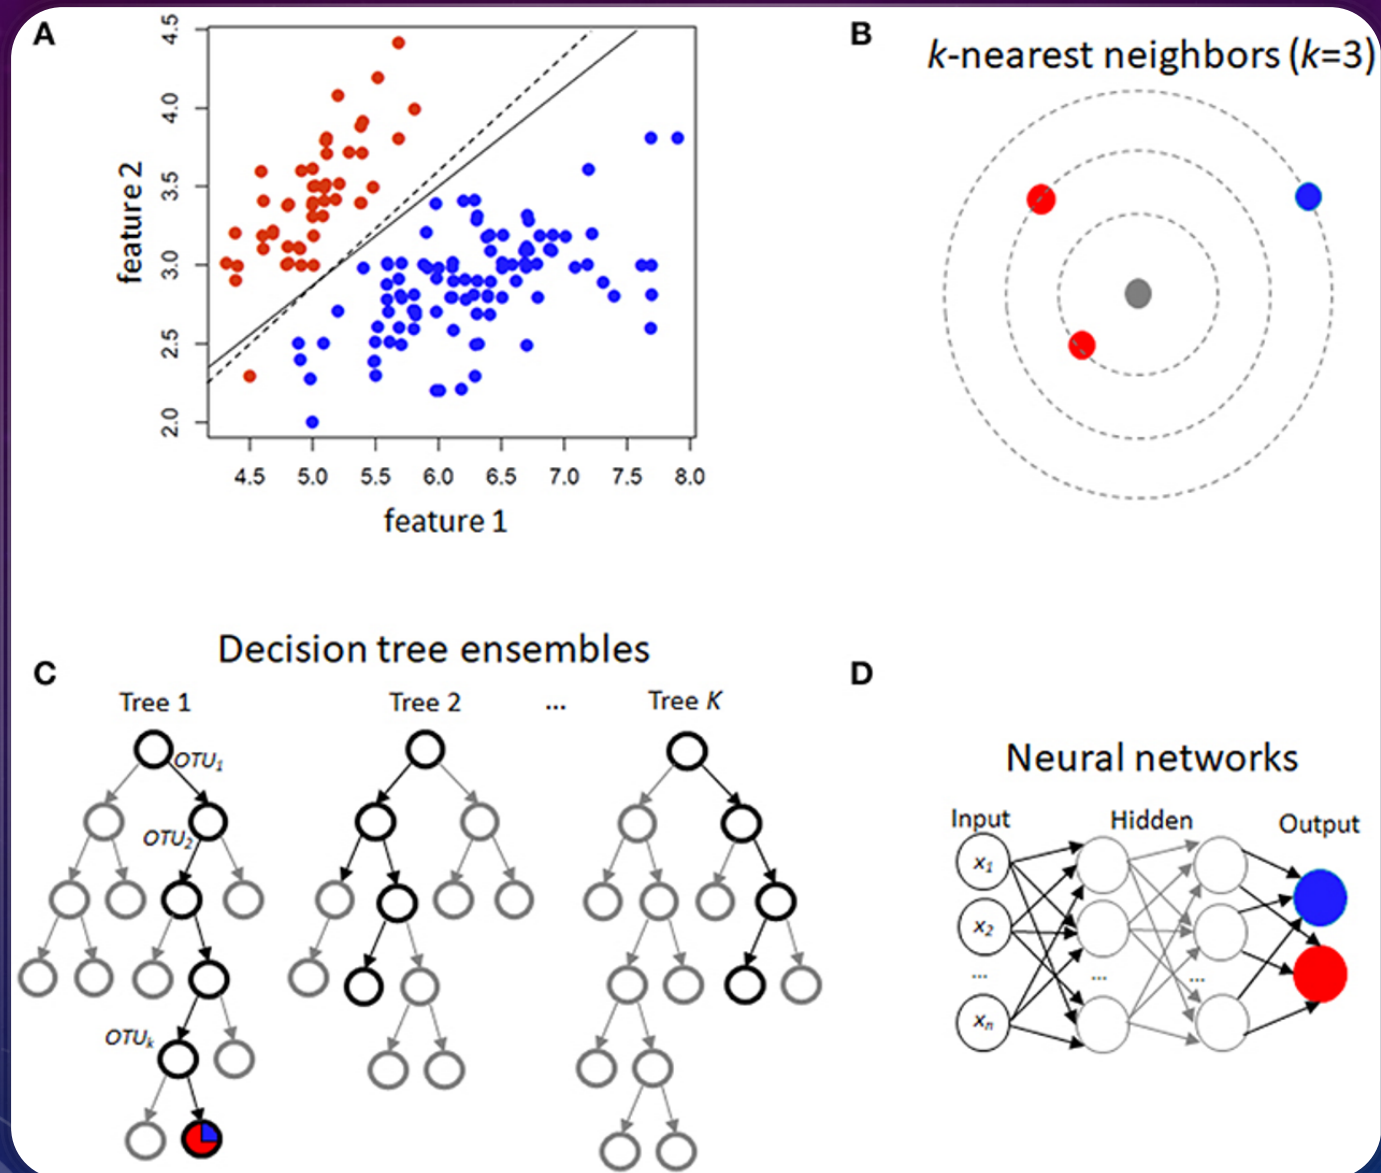 A
4.5
4.0
3.5
3.0
2.5
2.0
feature 2
4.5 5.0 5.5 6.0 6.5 7.0 7.5 8.0
feature 1
B
k-nearest neighbors (k=3)
C
Decision tree ensembles
Tree 1 Tree 2 ... Tree K
OTU1
OTU2
OTUk
D
Neural networks
Input Hidden Output
x1
x2
... ... ...
xn